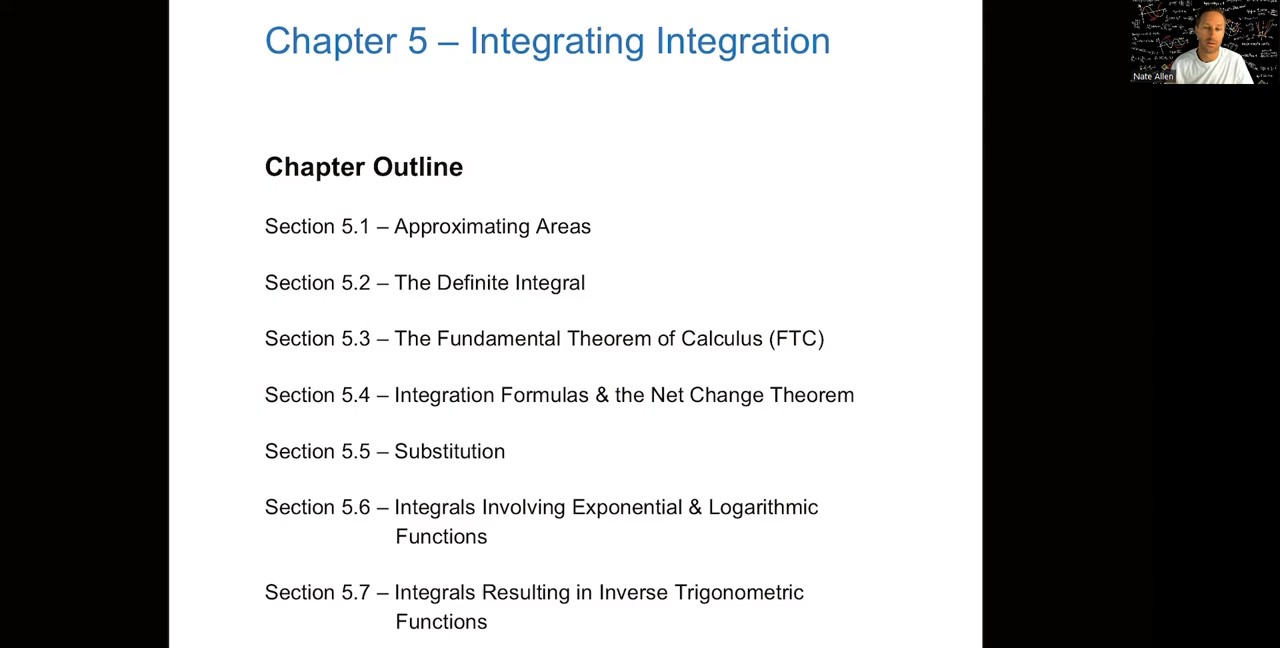 Chapter 5 – Integrating Integration
Nate Allen
Chapter Outline
Section 5.1 – Approximating Areas
Section 5.2 – The Definite Integral
Section 5.3 – The Fundamental Theorem of Calculus (FTC)
Section 5.4 – Integration Formulas & the Net Change Theorem
Section 5.5 – Substitution
Section 5.6 – Integrals Involving Exponential & Logarithmic
Functions
Section 5.7 – Integrals Resulting in Inverse Trigonometric
Functions